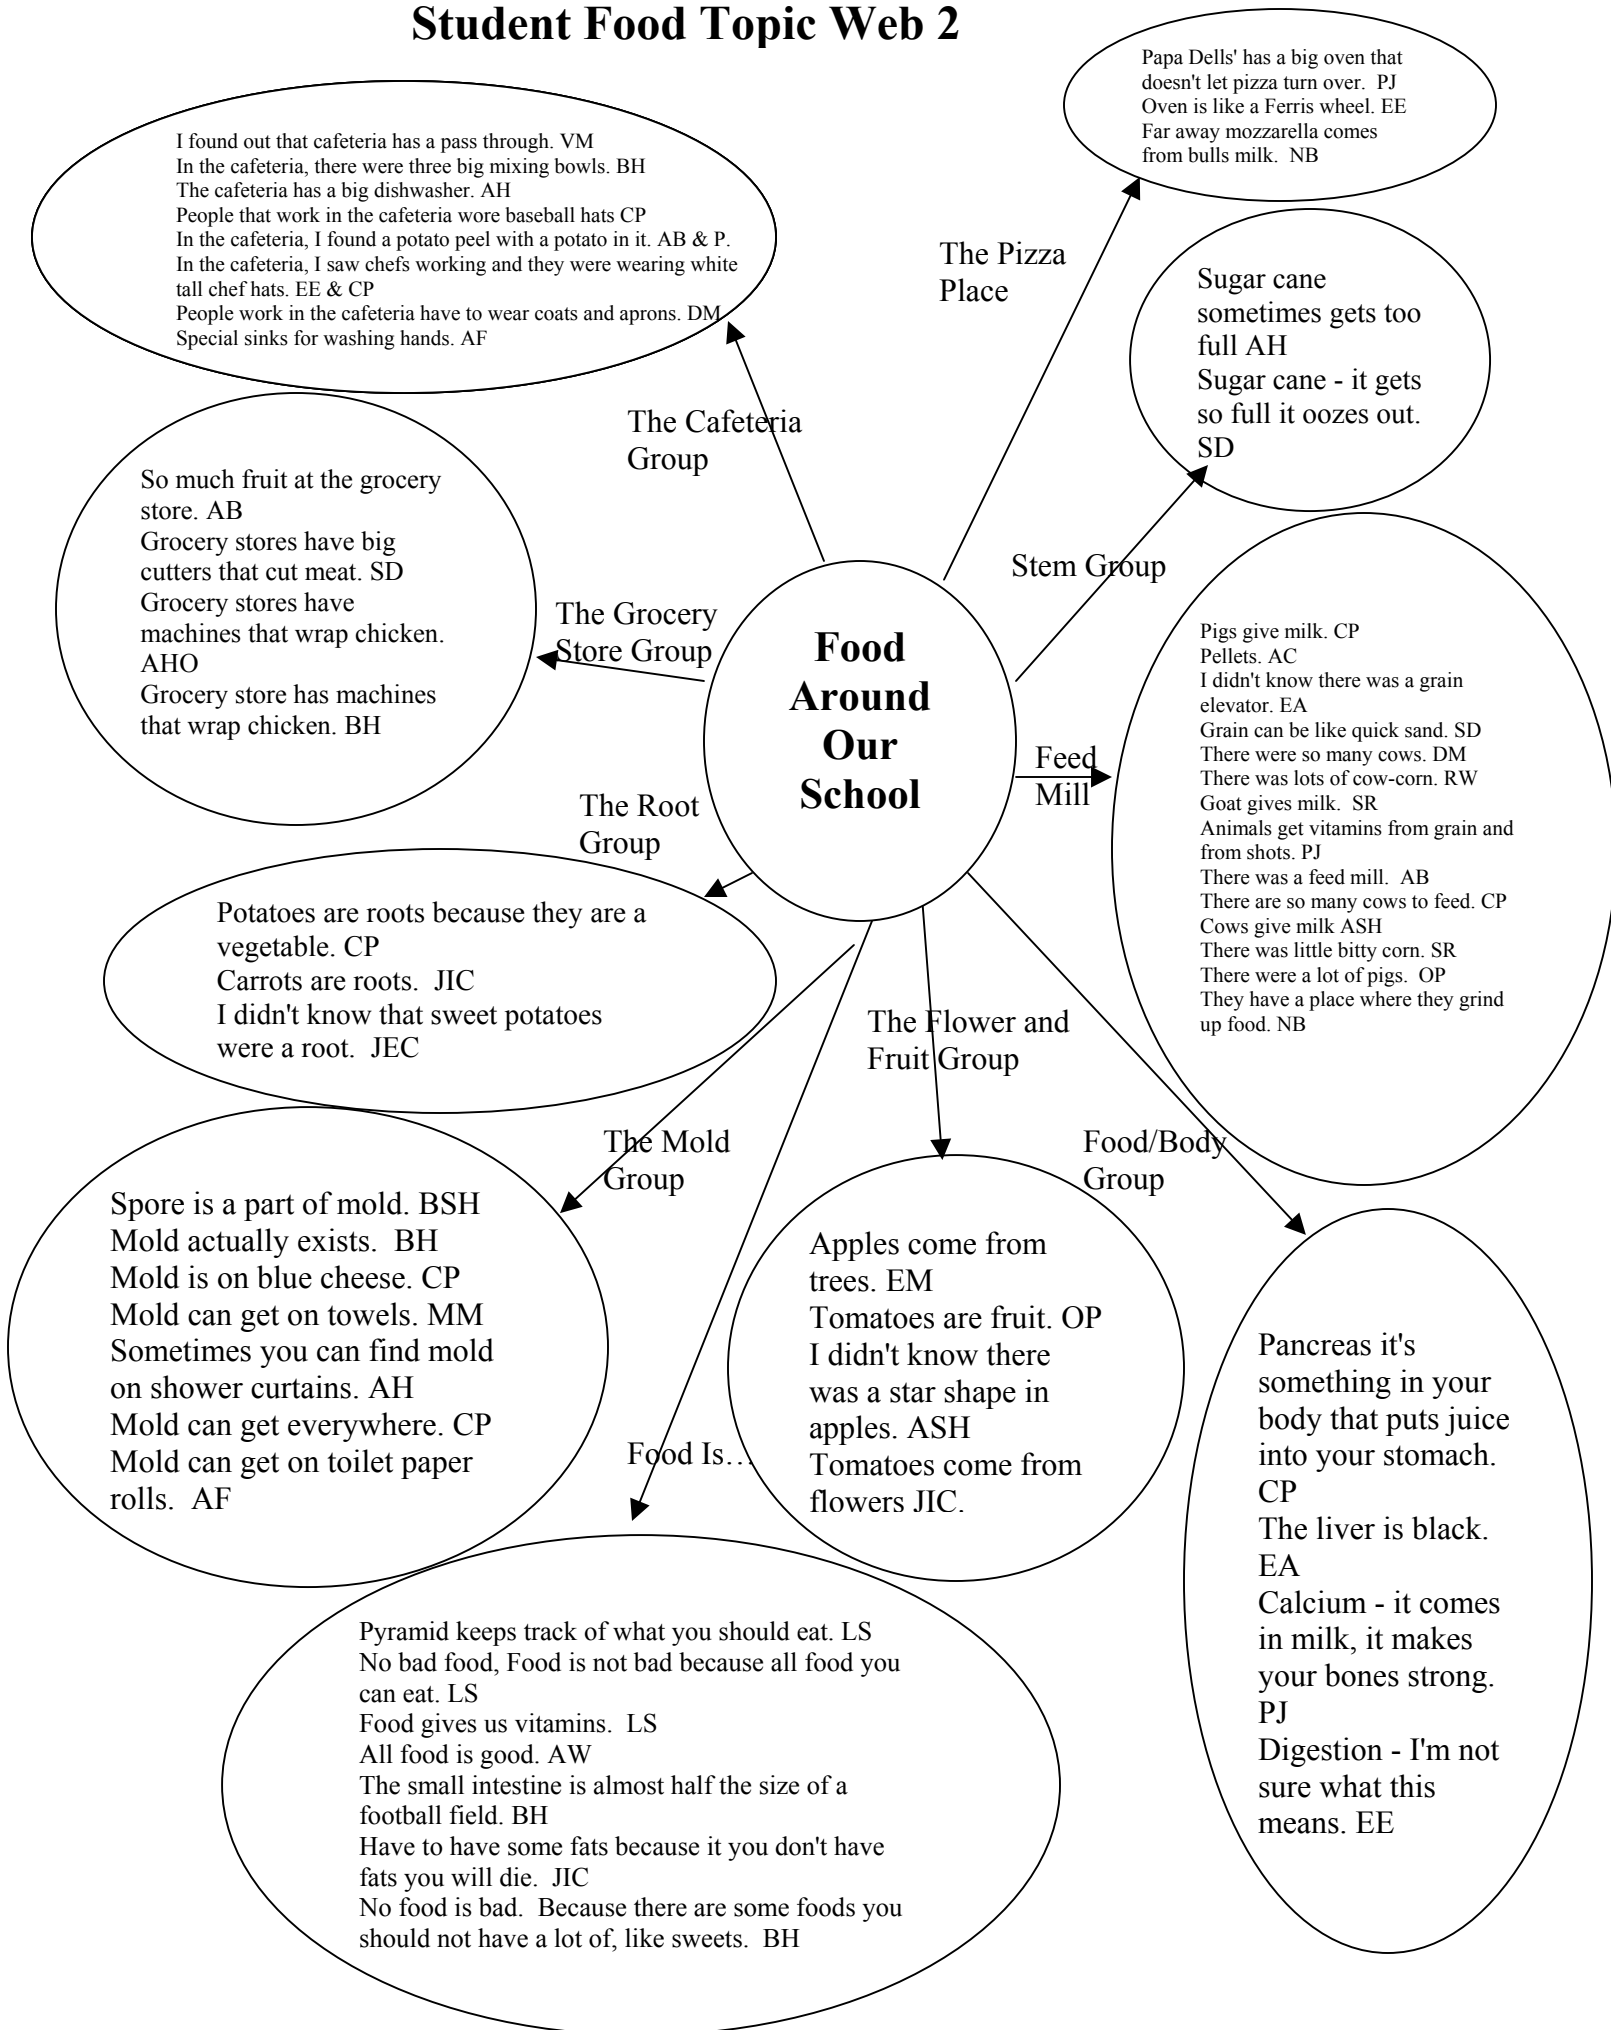 Student Food Topic Web 2
Papa Dells' has a big oven that
doesn't let pizza turn over.  PJ
Oven is like a Ferris wheel. EE
Far away mozzarella comes
from bulls milk.  NB
I found out that cafeteria has a pass through. VM
In the cafeteria, there were three big mixing bowls. BH
The cafeteria has a big dishwasher. AH
People that work in the cafeteria wore baseball hats CP
In the cafeteria, I found a potato peel with a potato in it. AB & P.
In the cafeteria, I saw chefs working and they were wearing white
tall chef hats. EE & CP
People work in the cafeteria have to wear coats and aprons. DM
Special sinks for washing hands. AF
The Pizza
Place
Sugar cane
sometimes gets too
full AH
Sugar cane - it gets
so full it oozes out.
SD
The Cafeteria
Group
So much fruit at the grocery
store. AB
Grocery stores have big
cutters that cut meat. SD
Grocery stores have
machines that wrap chicken.
AHO
Grocery store has machines
that wrap chicken. BH
Stem Group
The Grocery
Store Group
Food
Around
Our
School
Pigs give milk. CP
Pellets. AC
I didn't know there was a grain
elevator. EA
Grain can be like quick sand. SD
There were so many cows. DM
There was lots of cow-corn. RW
Goat gives milk.  SR
Animals get vitamins from grain and
from shots. PJ
There was a feed mill.  AB
There are so many cows to feed. CP
Cows give milk ASH
There was little bitty corn. SR
There were a lot of pigs.  OP
They have a place where they grind
up food. NB
Feed
Mill
The Root
Group
Potatoes are roots because they are a
vegetable. CP
Carrots are roots.  JIC
I didn't know that sweet potatoes
were a root.  JEC
The Flower and
Fruit Group
The Mold
Group
Food/Body
Group
Spore is a part of mold. BSH
Mold actually exists.  BH
Mold is on blue cheese. CP
Mold can get on towels. MM
Sometimes you can find mold
on shower curtains. AH
Mold can get everywhere. CP
Mold can get on toilet paper
rolls.  AF
Apples come from
trees. EM
Tomatoes are fruit. OP
I didn't know there
was a star shape in
apples. ASH
Tomatoes come from
flowers JIC.
Food Is…
Pancreas it's
something in your
body that puts juice
into your stomach.
CP
The liver is black.
EA
Calcium - it comes
in milk, it makes
your bones strong.
PJ
Digestion - I'm not
sure what this
means. EE
Pyramid keeps track of what you should eat. LS
No bad food, Food is not bad because all food you
can eat. LS
Food gives us vitamins.  LS
All food is good. AW
The small intestine is almost half the size of a
football field. BH
Have to have some fats because it you don't have
fats you will die.  JIC
No food is bad.  Because there are some foods you
should not have a lot of, like sweets.  BH